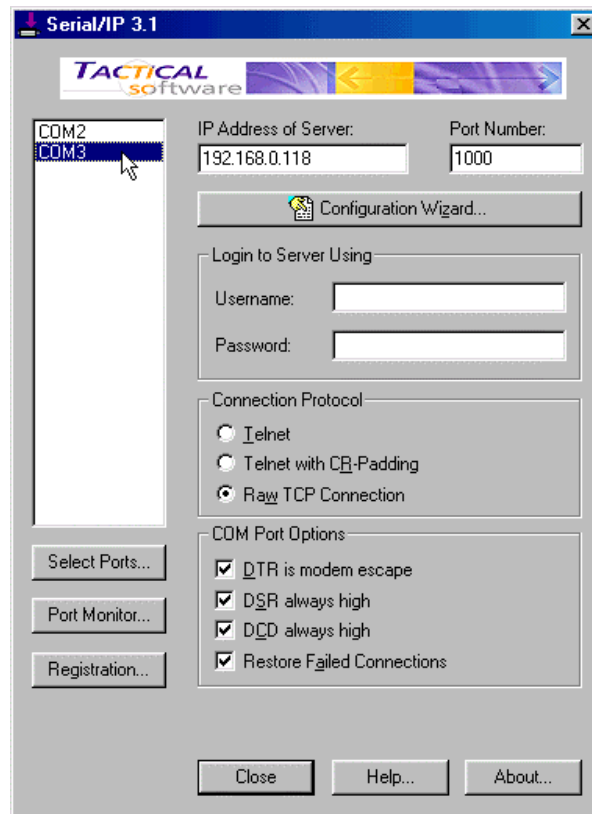 Serial/IP 3.1
TACTiCAL
software
COM2
COM3
IP Address of Server:
Port Number:
192.168.0.118
1000
Configuration Wizard...
Login to Server Using
Username:
Password:
Connection Protocol
Telnet
Telnet with CR-Padding
Raw TCP Connection
COM Port Options
DTR is modem escape
DSR always high
DCD always high
Restore Failed Connections
Select Ports...
Port Monitor...
Registration...
Close
Help...
About...